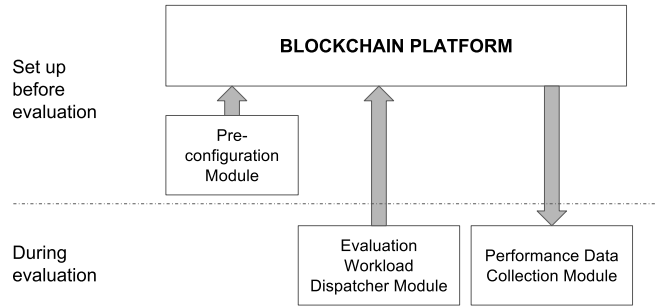 BLOCKCHAIN PLATFORM
Set up
before
evaluation
Pre-
configuration
Module
During
evaluation
Evaluation
Workload
Dispatcher Module
Performance Data
Collection Module